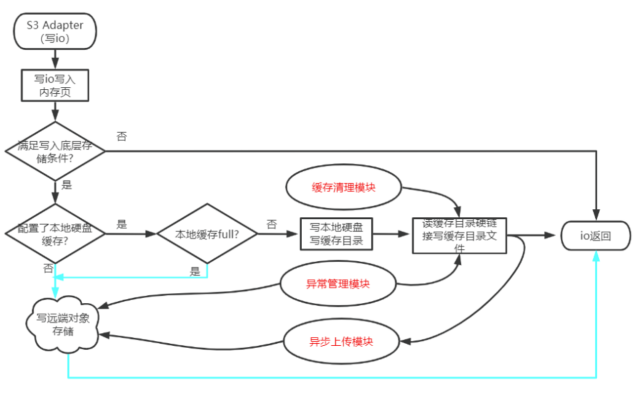 S3 Adapter
（写io）
写io写入
内存页
否
满足写入底层存
储条件?
是
缓存清理模块
配置了本地硬盘
缓存?
是
本地缓存full?
否
写本地硬盘
写缓存目录
读缓存目录硬链
接写缓存目录文
件
io返回
否
是
异常管理模块
写远端对象
存储
异步上传模块